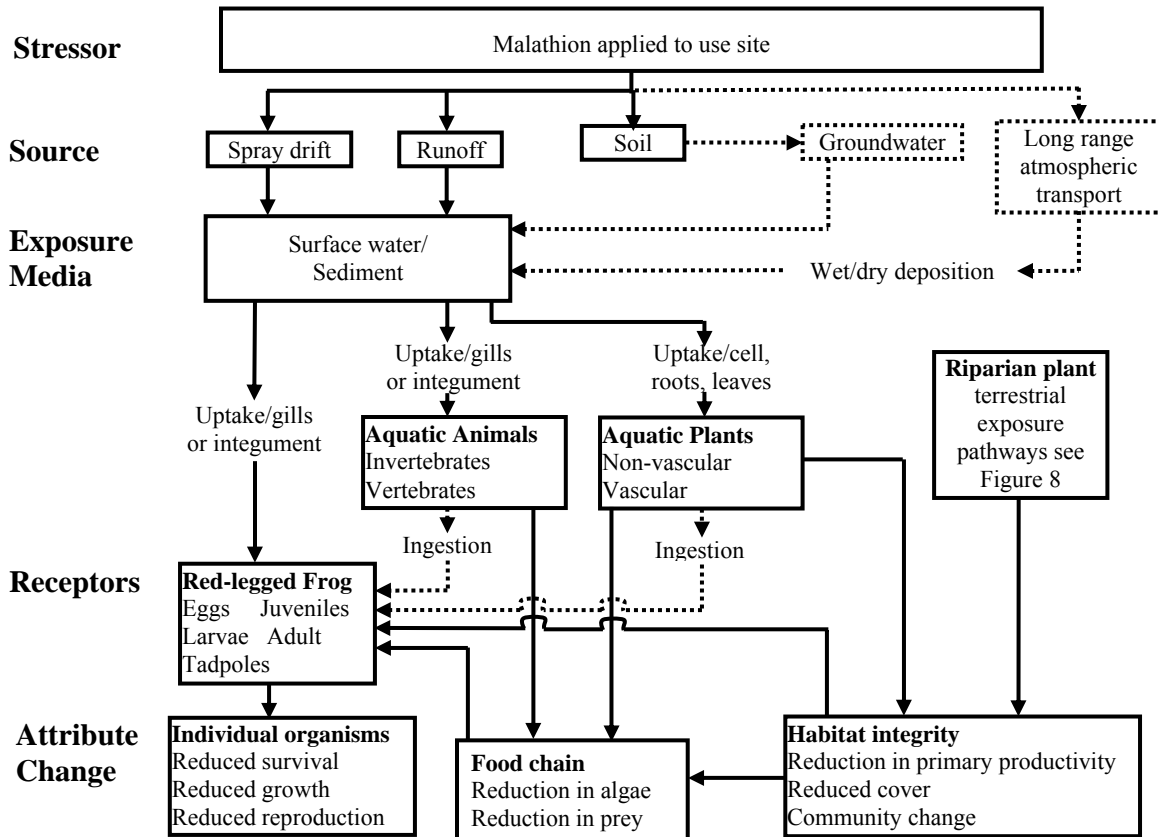 Stressor
Malathion applied to use site
Source
Spray drift
Runoff
Soil
Groundwater
Long range
atmospheric
transport
Exposure
Media
Surface water/
Sediment
Wet/dry deposition
Uptake/gills
or integument
Uptake/gills
or integument
Uptake/cell,
roots, leaves
Riparian plant
terrestrial
exposure
pathways see
Figure 8
Aquatic Animals
Invertebrates
Vertebrates
Aquatic Plants
Non-vascular
Vascular
Ingestion
Ingestion
Receptors
Red-legged Frog
Eggs Juveniles
Larvae Adult
Tadpoles
Attribute
Change
Individual organisms
Reduced survival
Reduced growth
Reduced reproduction
Food chain
Reduction in algae
Reduction in prey
Habitat integrity
Reduction in primary productivity
Reduced cover
Community change